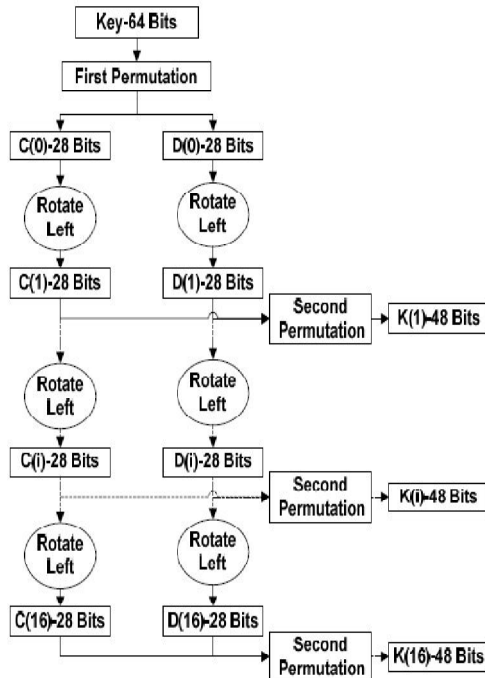 Key-64 Bits
First Permutation
C(0)-28 Bits
D(0)-28 Bits
Rotate
Left
Rotate
Left
C(1)-28 Bits
D(1)-28 Bits
Second
Permutation
K(1)-48 Bits
Rotate
Left
Rotate
Left
C(i)-28 Bits
D(i)-28 Bits
Second
Permutation
K(i)-48 Bits
Rotate
Left
Rotate
Left
C(16)-28 Bits
D(16)-28 Bits
Second
Permutation
K(16)-48 Bits